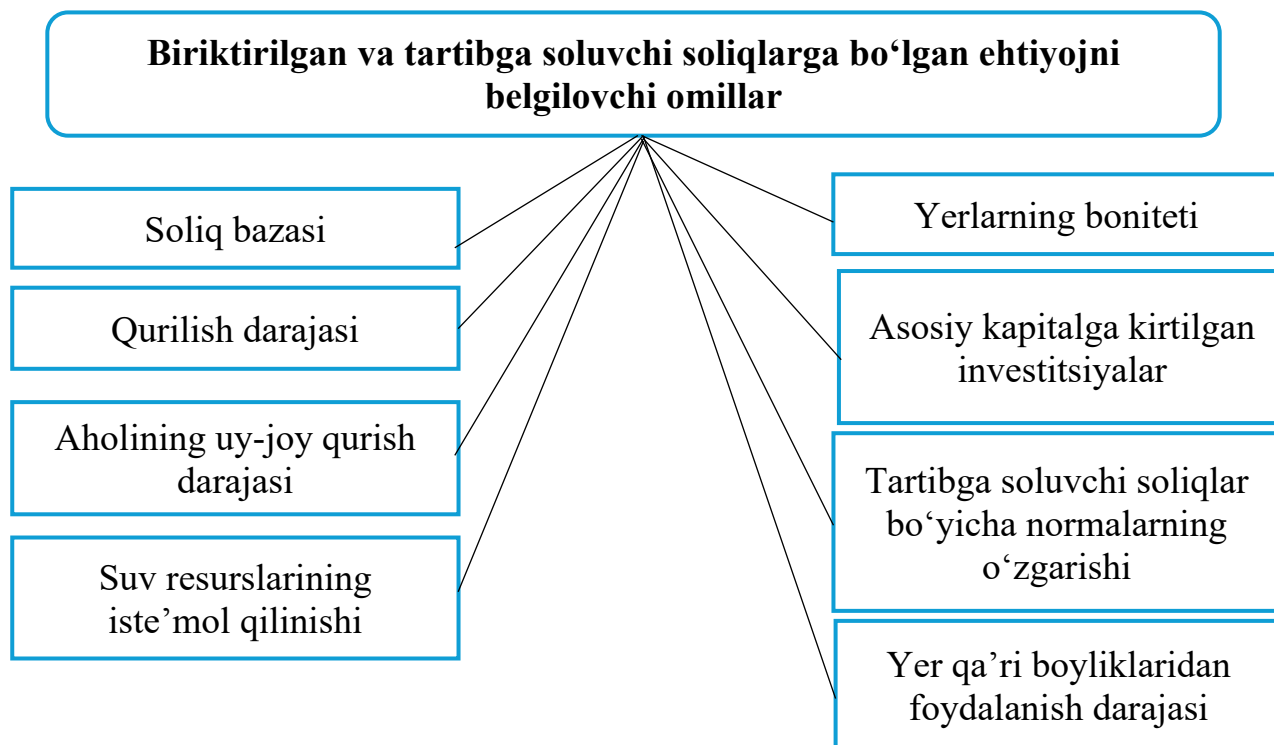 Biriktirilgan va tartibga soluvchi soliqlarga bo‘lgan ehtiyojni
belgilovchi omillar
Soliq bazasi
Qurilish darajasi
Aholining uy-joy qurish
darajasi
Suv resurslarining
iste’mol qilinishi
Yerlarning boniteti
Asosiy kapitalga kirtilgan
investitsiyalar
Tartibga soluvchi soliqlar
bo‘yicha normalarning
o‘zgarishi
Yer qa’ri boyliklaridan
foydalanish darajasi